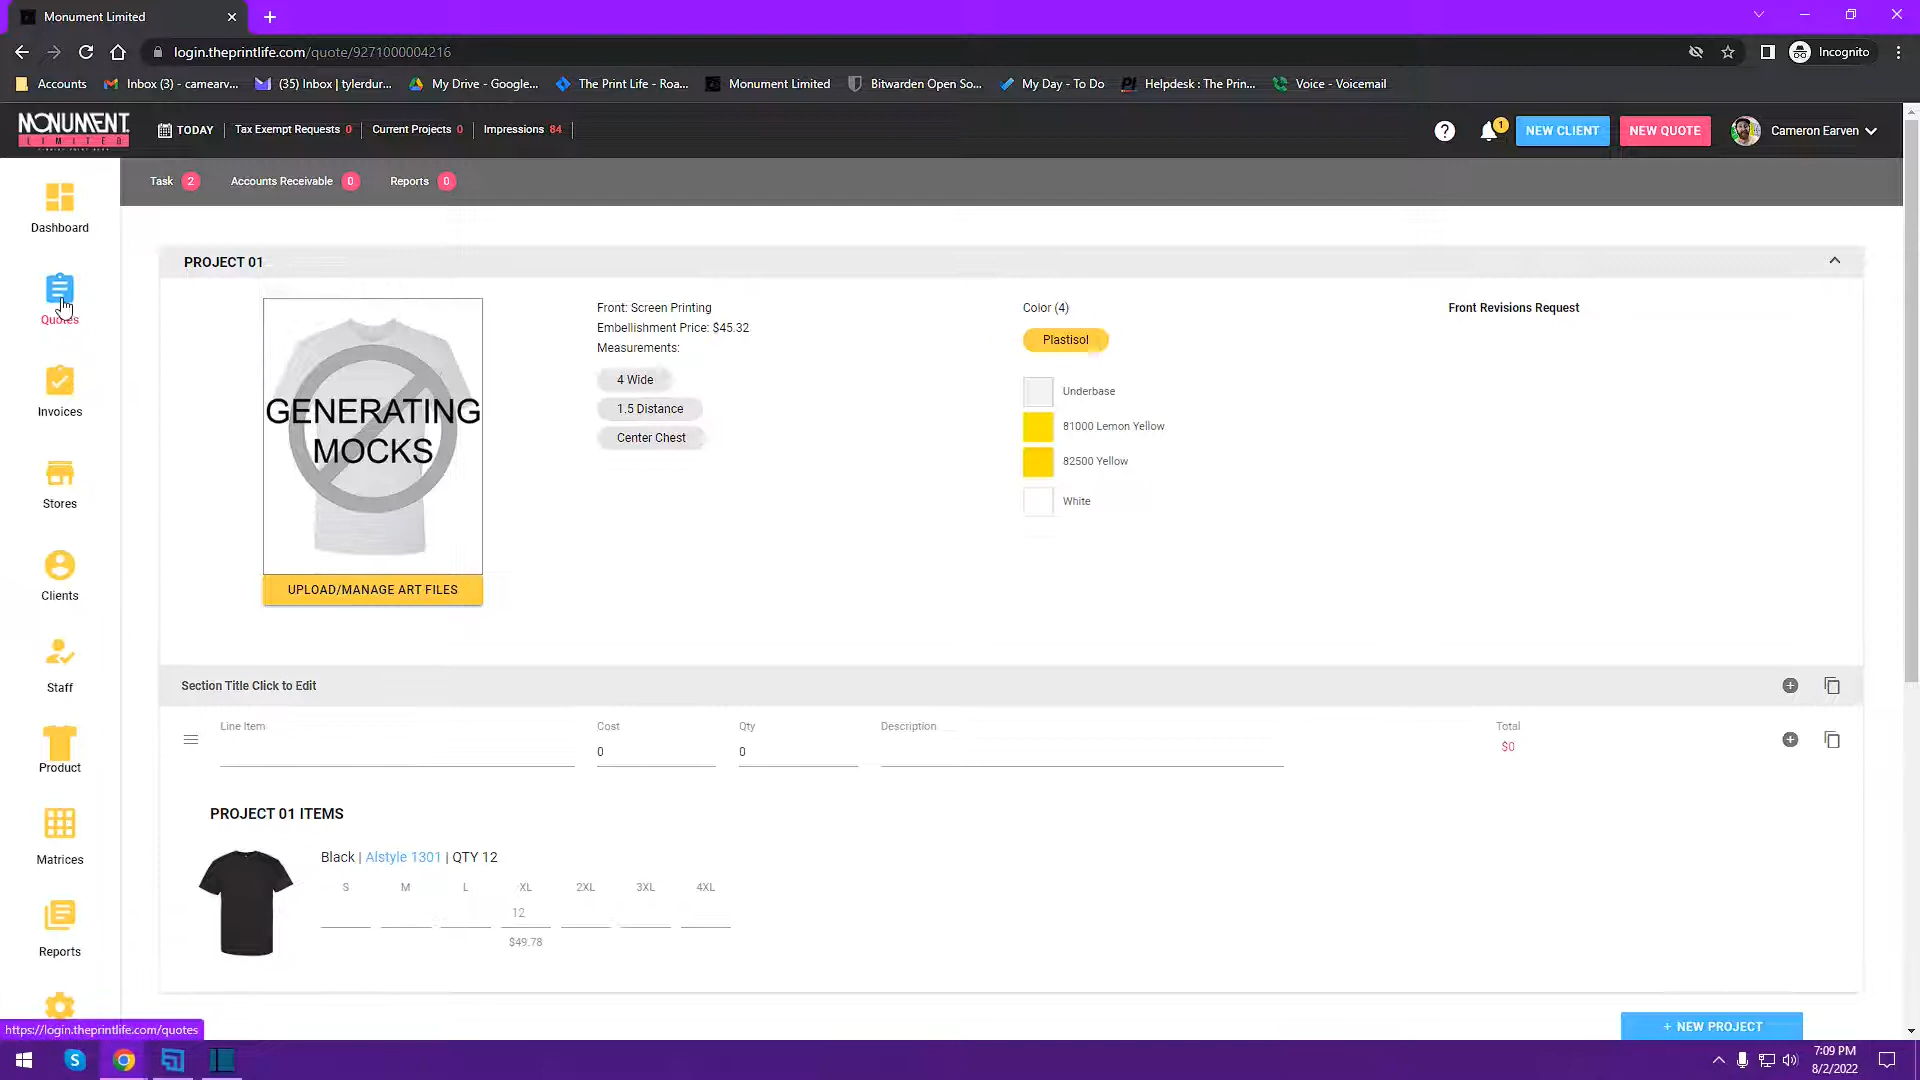 Monument Limited
login.theprintlife.com/quote/9271000004216
Incognito
Accounts
Inbox (3) - camearv...
(35) Inbox | tylerdur...
My Drive - Google...
The Print Life - Roa...
Monument Limited
Bitwarden Open So...
My Day - To Do
Helpdesk : The Prin...
Voice - Voicemail
MONUMENT
LIMITED
TODAY
Tax Exempt Requests 0
Current Projects 0
Impressions 84
?
1
NEW CLIENT
NEW QUOTE
Cameron Earven
Task 2
Accounts Receivable 0
Reports 0
Dashboard
Quotes
Invoices
Stores
Clients
Staff
Product
Matrices
Reports
PROJECT 01
GENERATING
MOCKS
UPLOAD/MANAGE ART FILES
Front: Screen Printing
Embellishment Price: $45.32
Measurements:
4 Wide
1.5 Distance
Center Chest
Color (4)
Plastisol
Underbase
81000 Lemon Yellow
82500 Yellow
White
Front Revisions Request
Section Title Click to Edit
Line Item
Cost
Qty
Description
Total
0
0
$0
PROJECT 01 ITEMS
Black | Alstyle 1301 | QTY 12
S M L XL 2XL 3XL 4XL
12
$49.78
+ NEW PROJECT
https://login.theprintlife.com/quotes
7:09 PM
8/2/2022